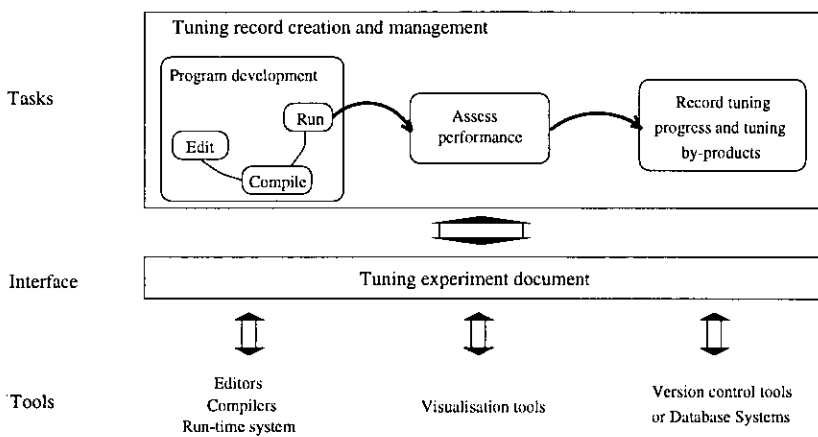 Tuning record creation and management
Program development
Tasks
Run
Edit
Compile
Assess
performance
Record tuning
progress and tuning
by-products
Interface
Tuning experiment document
Tools
Editors
Compilers
Run-time system
Visualisation tools
Version control tools
or Database Systems